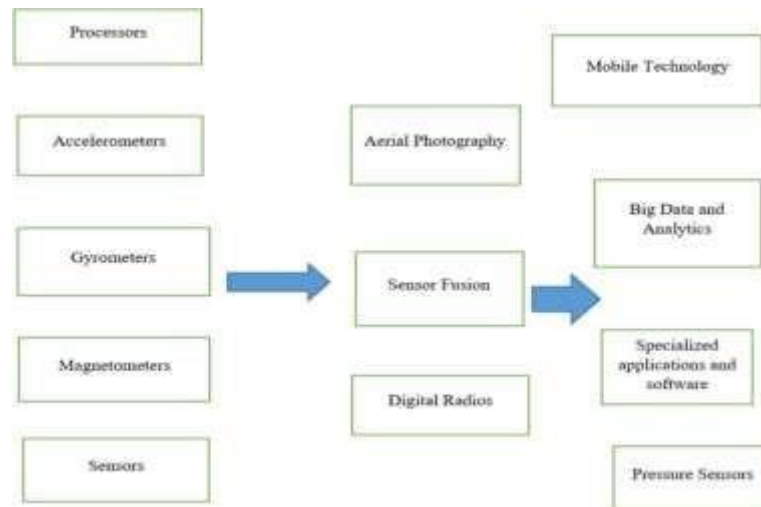 Processors
Accelerometers
Gyrometers
Magnetometers
Sensors
Aerial Photography
Sensor Fusion
Digital Radios
Mobile Technology
Big Data and
Analytics
Specialized
applications and
software
Pressure Sensors